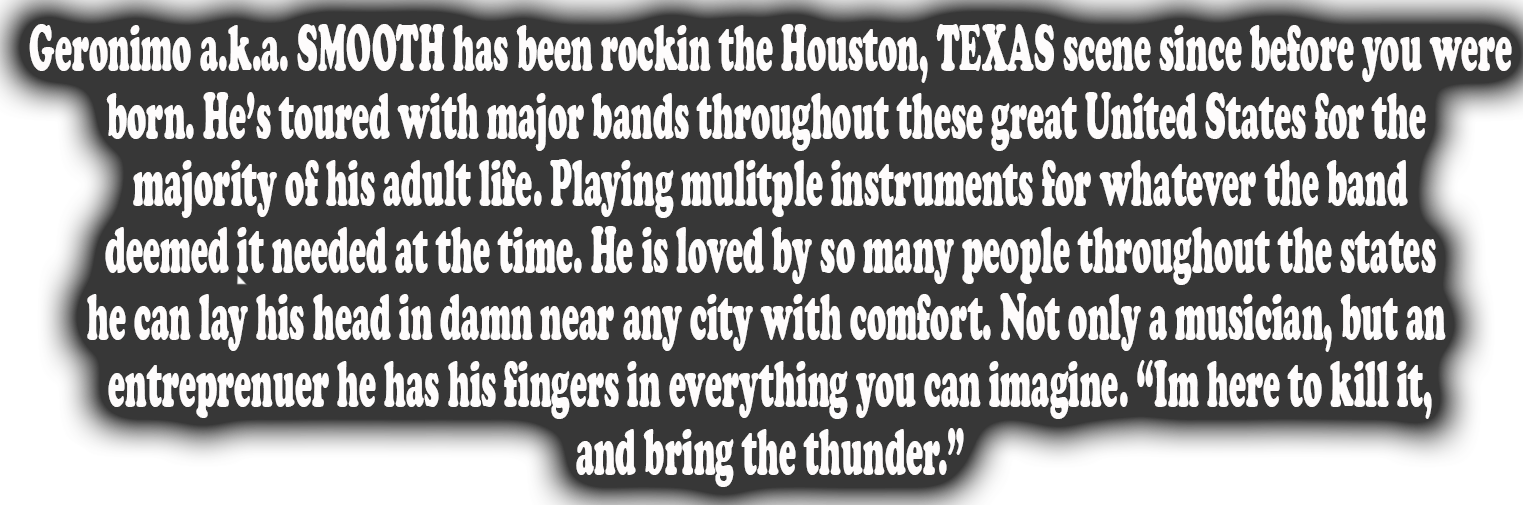 Geronimo a.k.a. SMOOTH has been rockin the Houston, TEXAS scene since before you were
born. He’s toured with major bands throughout these great United States for the
majority of his adult life. Playing mulitple instruments for whatever the band
deemed it needed at the time. He is loved by so many people throughout the states
he can lay his head in damn near any city with comfort. Not only a musician, but an
entreprenuer he has his fingers in everything you can imagine. “Im here to kill it,
and bring the thunder.”